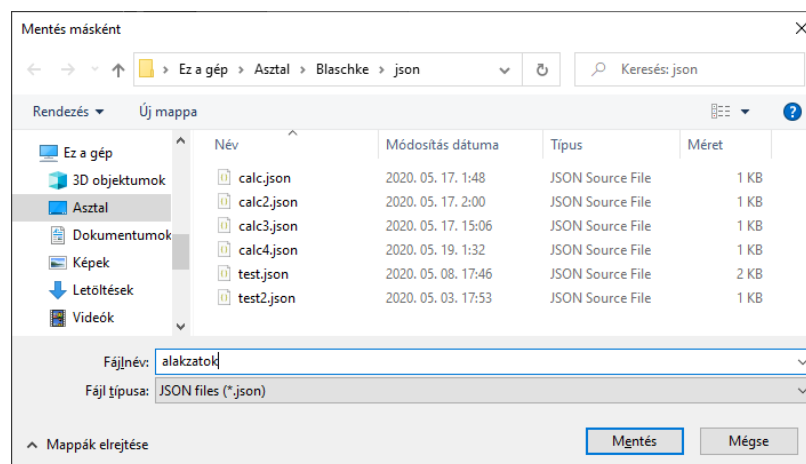 Mentés másként
Ez a gép › Asztal › Blaschke › json
Keresés: json
Rendezés
Új mappa
Ez a gép
3D objektumok
Asztal
Dokumentumok
Képek
Letöltések
Videók
Név Módosítás dátuma Típus Méret
calc.json 2020. 05. 17. 1:48 JSON Source File 1 KB
calc2.json 2020. 05. 17. 2:00 JSON Source File 1 KB
calc3.json 2020. 05. 17. 15:06 JSON Source File 1 KB
calc4.json 2020. 05. 19. 1:32 JSON Source File 1 KB
test.json 2020. 05. 08. 17:46 JSON Source File 2 KB
test2.json 2020. 05. 03. 17:53 JSON Source File 1 KB
Fájlnév: alakzatok
Fájl típusa: JSON files (*.json)
Mappák elrejtése
Mentés
Mégse